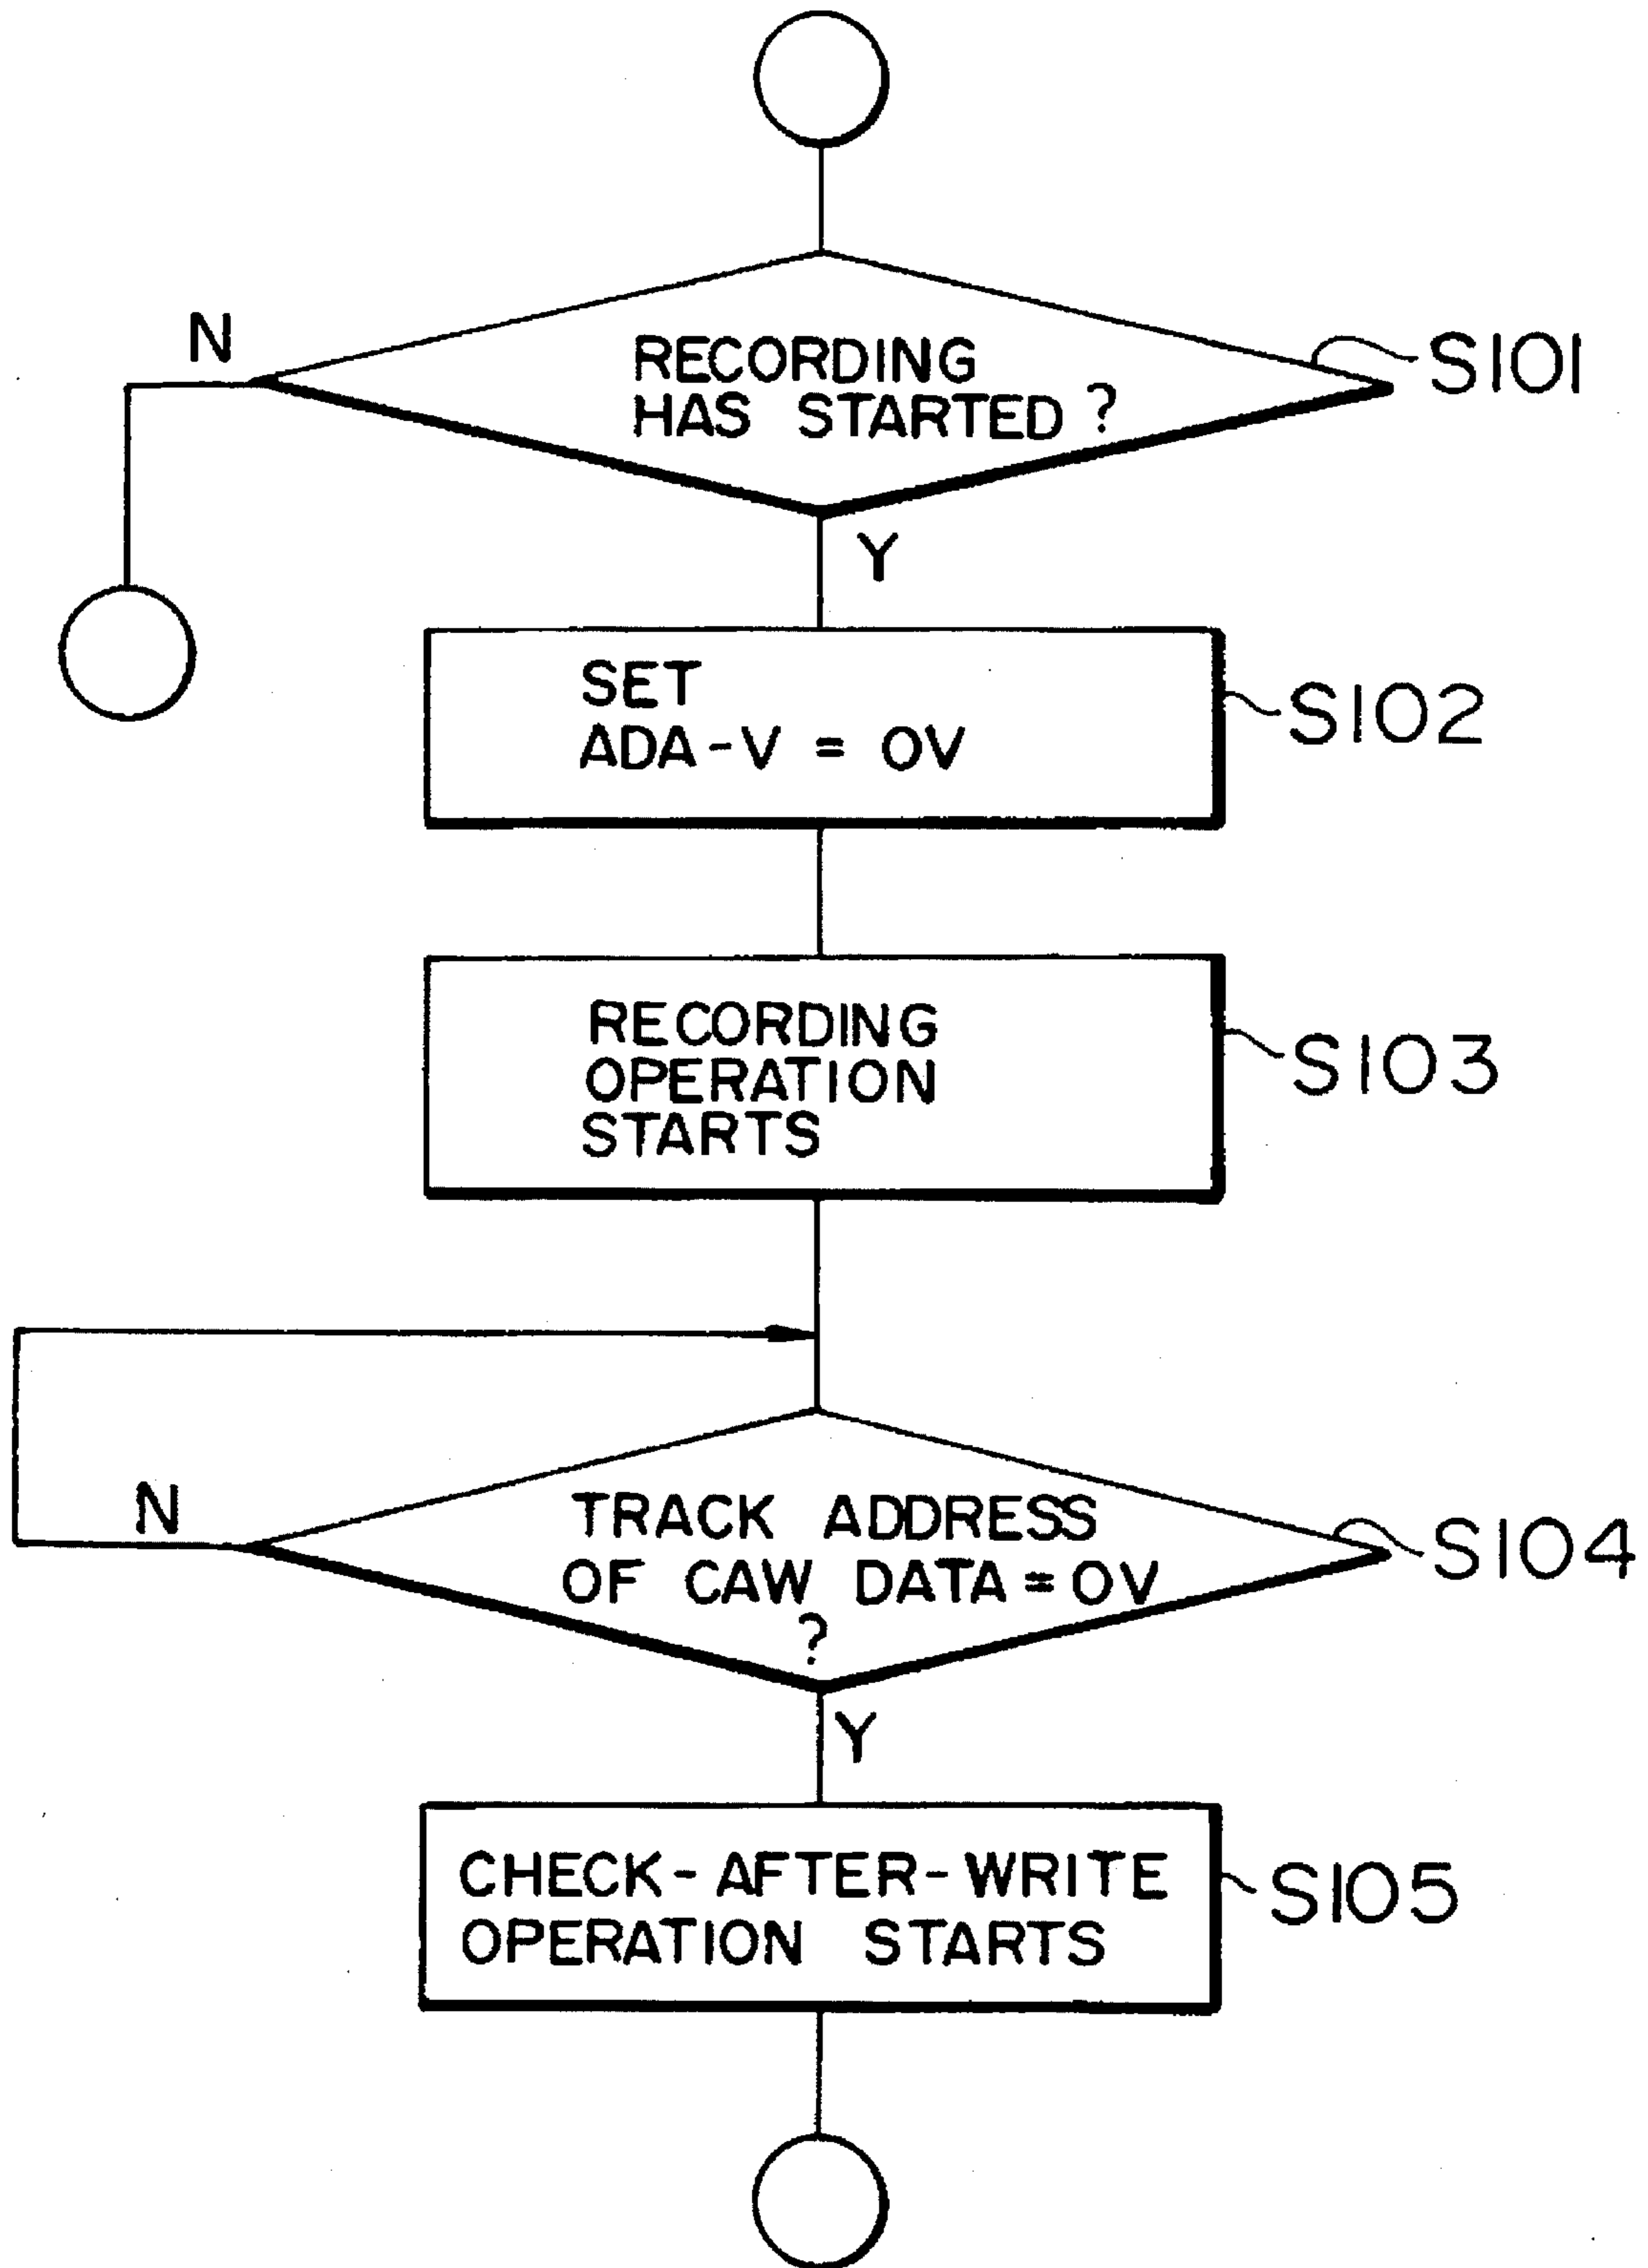 N
RECORDING
HAS STARTED ?
S101
Y
SET
ADA-V = 0V
S102
RECORDING
OPERATION
STARTS
S103
N
TRACK ADDRESS
OF CAW DATA = 0V
?
S104
Y
CHECK-AFTER-WRITE
OPERATION STARTS
S105